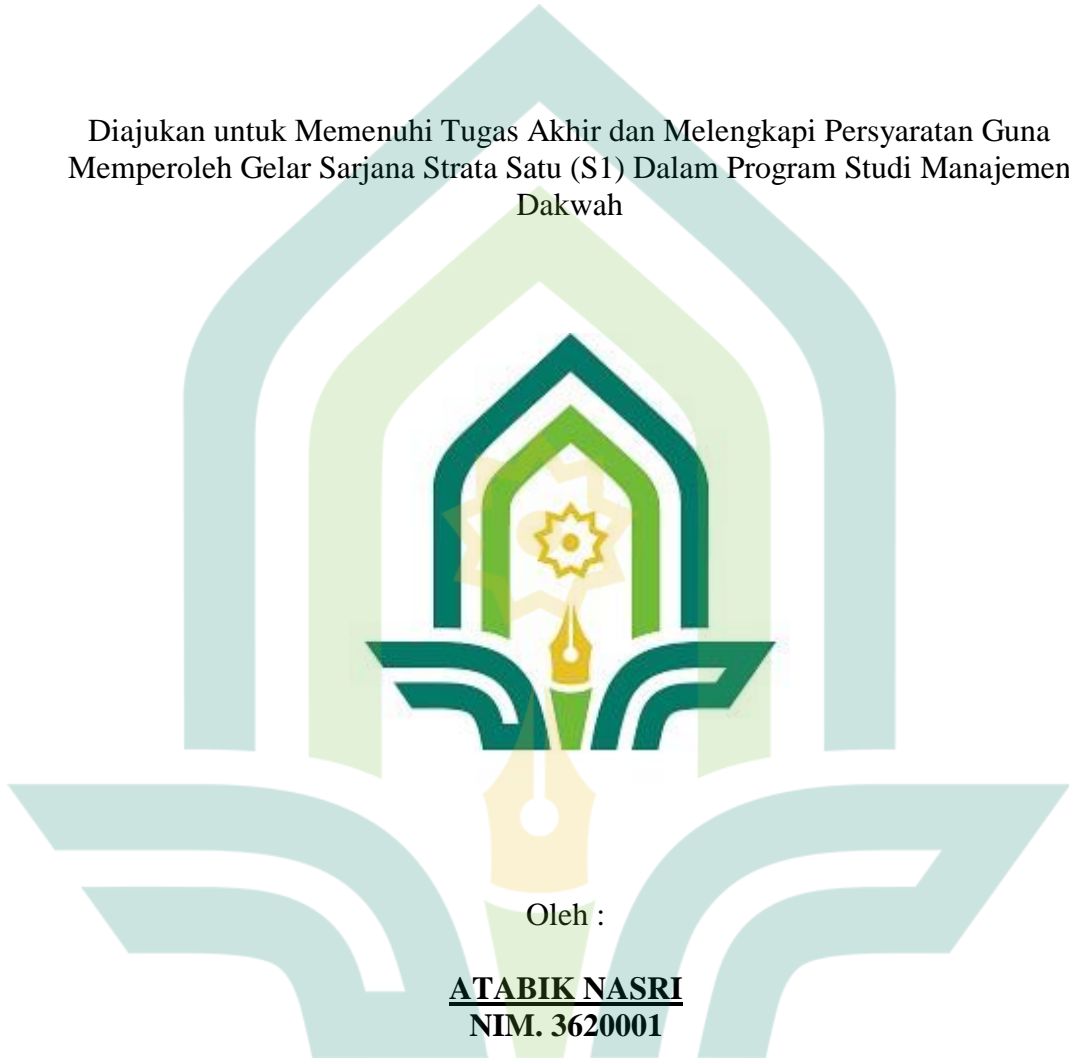 Diajukan untuk Memenuhi Tugas Akhir dan Melengkapi Persyaratan Guna
Memperoleh Gelar Sarjana Strata Satu (S1) Dalam Program Studi Manajemen
Dakwah
Oleh :
ATABIK NASRI
NIM. 3620001